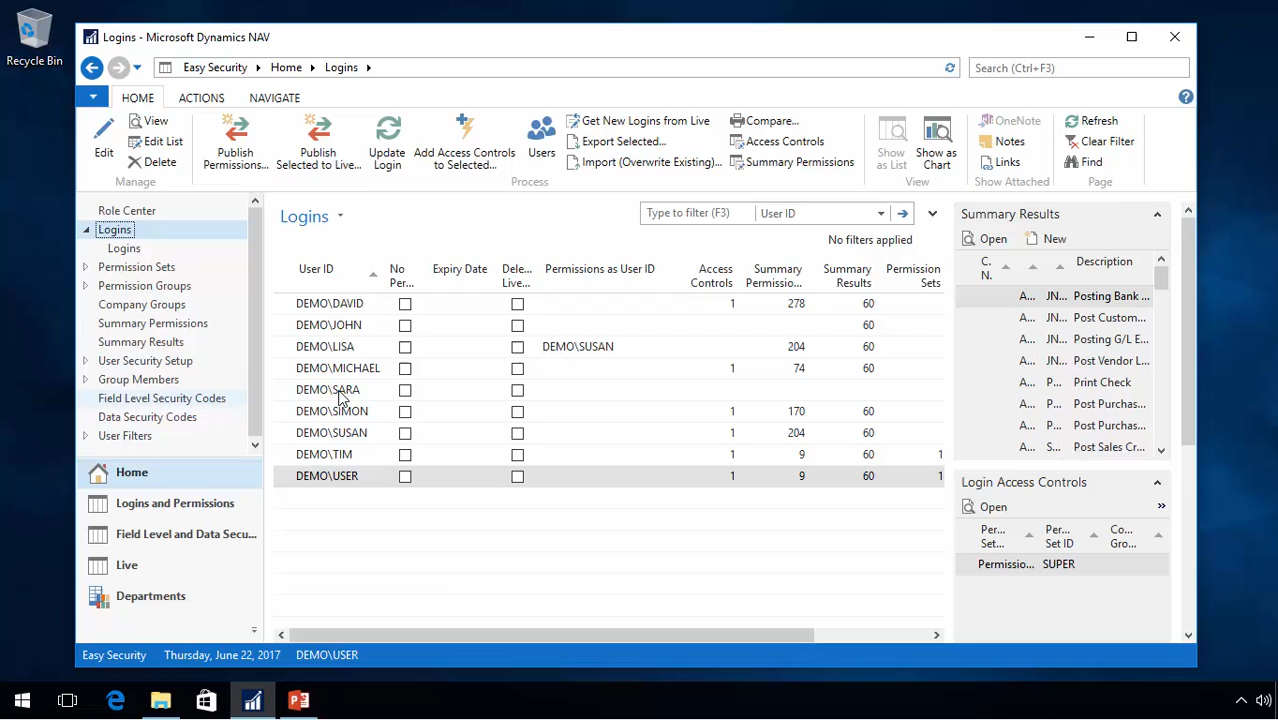 Recycle Bin
Logins - Microsoft Dynamics NAV
Easy Security
Home
Logins
Search (Ctrl+F3)
HOME
ACTIONS
NAVIGATE
Edit
View
Edit List
Delete
Manage
Publish Permissions...
Publish Selected to Live...
Update Login
Add Access Controls to Selected...
Users
Get New Logins from Live
Export Selected...
Import (Overwrite Existing)...
Compare...
Access Controls
Summary Permissions
Process
Show as List
Show as Chart
View
OneNote
Notes
Links
Show Attached
Refresh
Clear Filter
Find
Page
Role Center
Logins
Logins
Permission Sets
Permission Groups
Company Groups
Summary Permissions
Summary Results
User Security Setup
Group Members
Field Level Security Codes
Data Security Codes
User Filters
Home
Logins and Permissions
Field Level and Data Secu...
Live
Departments
Logins
Type to filter (F3)
User ID
No filters applied
User ID No Per... Expiry Date Dele... Live... Permissions as User ID Access Controls Summary Permissio... Summary Results Permission Sets
DEMO\DAVID 1 278 60
DEMO\JOHN 60
DEMO\LISA DEMO\SUSAN 204 60
DEMO\MICHAEL 1 74 60
DEMO\SARA
DEMO\SIMON 1 170 60
DEMO\SUSAN 1 204 60
DEMO\TIM 1 9 60 1
DEMO\USER 1 9 60 1
Summary Results
Open
New
C. N.
Description
A... JN... Posting Bank ...
A... JN... Post Custom...
A... JN... Posting G/L E...
A... JN... Post Vendor L...
A... P... Print Check
A... P... Post Purchas...
A... P... Post Purchas...
A... S... Post Sales Cr...
Login Access Controls
Open
Per... Set...
Per... Set ID
Co... Gro...
Permissio... SUPER
Easy Security
Thursday, June 22, 2017
DEMO\USER